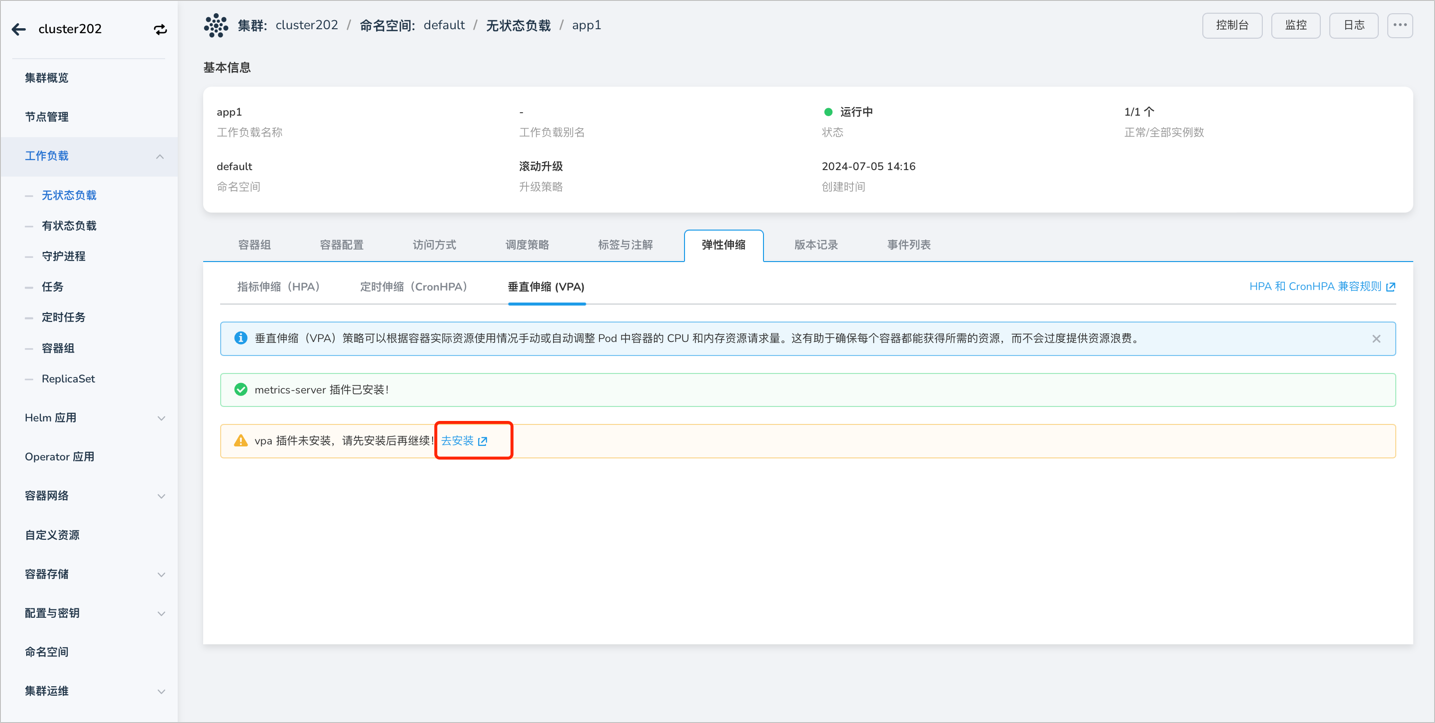 cluster202
集群概览
节点管理
工作负载
无状态负载
有状态负载
守护进程
任务
定时任务
容器组
ReplicaSet
Helm 应用
Operator 应用
容器网络
自定义资源
容器存储
配置与密钥
命名空间
集群运维
集群: cluster202 / 命名空间: default / 无状态负载 / app1
控制台 监控 日志
基本信息
app1 - 运行中 1/1 个
工作负载名称 工作负载别名 状态 正常/全部实例数
default 滚动升级 2024-07-05 14:16
命名空间 升级策略 创建时间
容器组 容器配置 访问方式 调度策略 标签与注解 弹性伸缩 版本记录 事件列表
指标伸缩（HPA） 定时伸缩（CronHPA） 垂直伸缩 (VPA) HPA 和 CronHPA 兼容规则
垂直伸缩（VPA）策略可以根据容器实际资源使用情况手动或自动调整 Pod 中容器的 CPU 和内存资源请求量。这有助于确保每个容器都能获得所需的资源，而不会过度提供资源浪费。
metrics-server 插件已安装！
vpa 插件未安装，请先安装后再继续！去安装